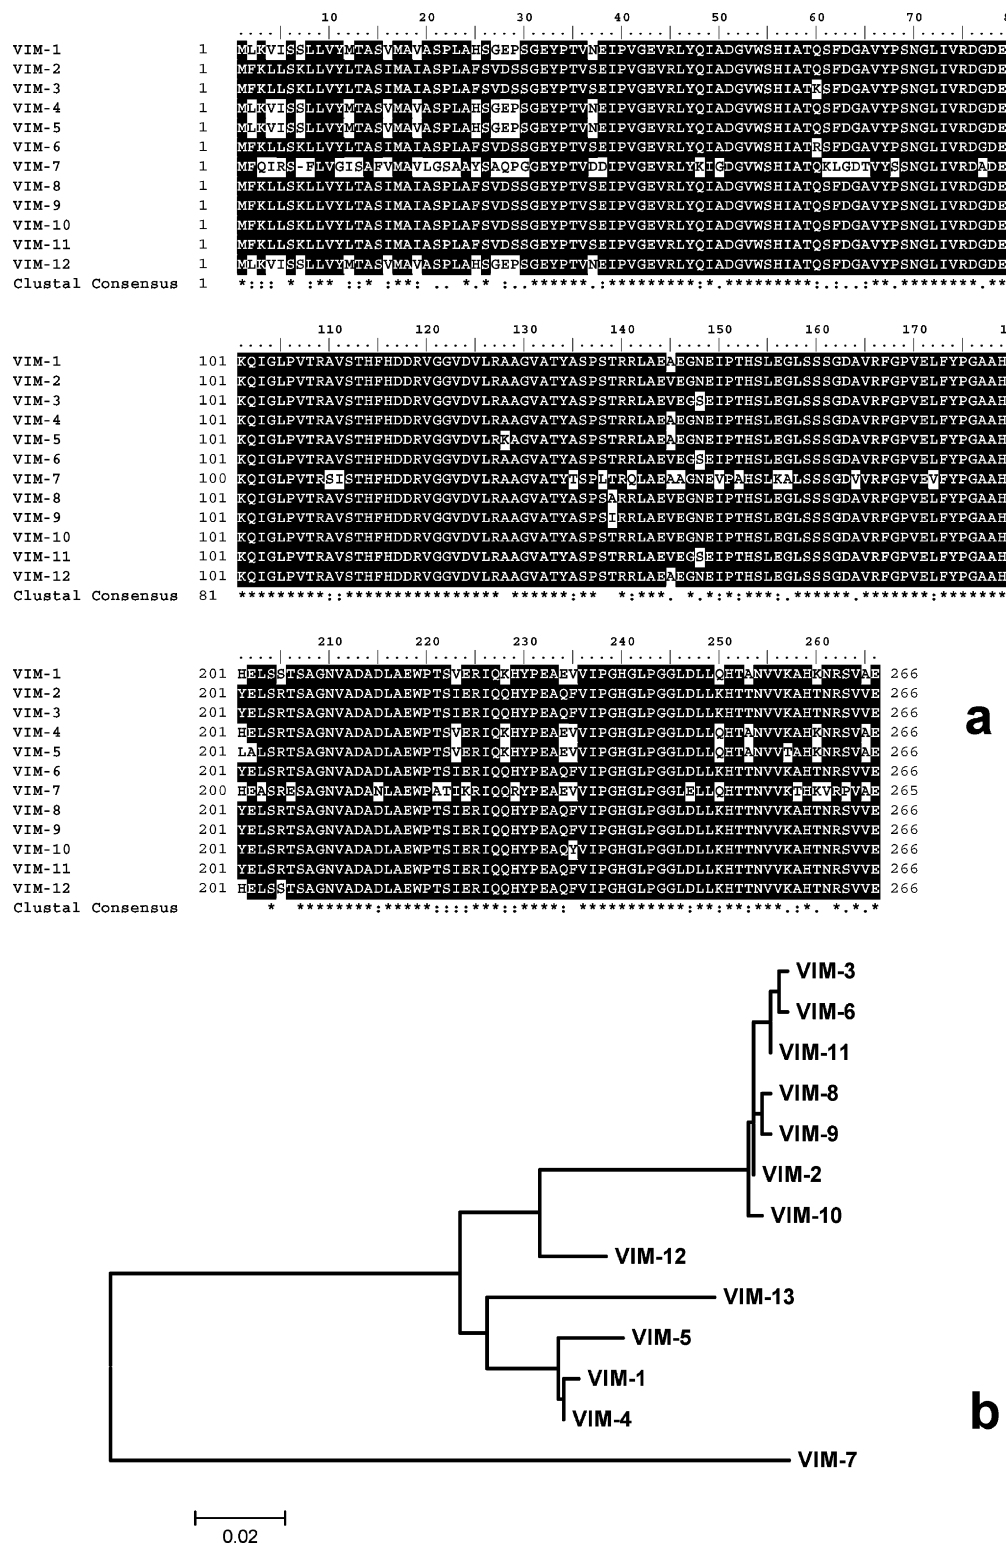 10 20 30 40 50 60 70 8
VIM-1 1 MLKVISSLLVYMTASVMAVASPLAHSGEPSGEYPTVNEIPVGEVRLYQIADGVWSHIATQSFDGAVYPSNGLIVRDGDE
VIM-2 1 MFKLLSKLLVYLTASIMAIASPLAFSVDSSGEYPTVSEIPVGEVRLYQIADGVWSHIATQSFDGAVYPSNGLIVRDGDE
VIM-3 1 MFKLLSKLLVYLTASIMAIASPLAFSVDSSGEYPTVSEIPVGEVRLYQIADGVWSHIATKSFDGAVYPSNGLIVRDGDE
VIM-4 1 MLKVISSLLVYMTASVMAVASPLAHSGEPSGEYPTVNEIPVGEVRLYQIADGVWSHIATQSFDGAVYPSNGLIVRDGDE
VIM-5 1 MLKVISSLLVYMTASVMAVASPLAHSGEPSGEYPTVNEIPVGEVRLYQIADGVWSHIATQSFDGAVYPSNGLIVRDGDE
VIM-6 1 MFKLLSKLLVYLTASIMAIASPLAFSVDSSGEYPTVSEIPVGEVRLYQIADGVWSHIATRSFDGAVYPSNGLIVRDGDE
VIM-7 1 MFQIRS-FLVGISAFVMAVLGSAAYSAQPGGEYPTVDDIPVGEVRLYKIGDGVWSHIATQKLGDTVYSSNGLIVRDADE
VIM-8 1 MFKLLSKLLVYLTASIMAIASPLAFSVDSSGEYPTVSEIPVGEVRLYQIADGVWSHIATQSFDGAVYPSNGLIVRDGDE
VIM-9 1 MFKLLSKLLVYLTASIMAIASPLAFSVDSSGEYPTVSEIPVGEVRLYQIADGVWSHIATQSFDGAVYPSNGLIVRDGDE
VIM-10 1 MFKLLSKLLVYLTASIMAIASPLAFSVDSSGEYPTVSEIPVGEVRLYQIADGVWSHIATQSFDGAVYPSNGLIVRDGDE
VIM-11 1 MFKLLSKLLVYLTASIMAIASPLAFSVDSSGEYPTVSEIPVGEVRLYQIADGVWSHIATQSFDGAVYPSNGLIVRDGDE
VIM-12 1 MLKVISSLLVYMTASVMAVASPLAHSGEPSGEYPTVNEIPVGEVRLYQIADGVWSHIATQSFDGAVYPSNGLIVRDGDE
Clustal Consensus 1
110 120 130 140 150 160 170 1
VIM-1 101 KQIGLPVTRAVSTHFHDDRVGGVDVLRAAGVATYASPSTRRLAEAEGNEIPTHSLEGLSSSGDAVRFGPVELFYPGAAH
VIM-2 101 KQIGLPVTRAVSTHFHDDRVGGVDVLRAAGVATYASPSTRRLAEVEGNEIPTHSLEGLSSSGDAVRFGPVELFYPGAAH
VIM-3 101 KQIGLPVTRAVSTHFHDDRVGGVDVLRAAGVATYASPSTRRLAEVEGSEIPTHSLEGLSSSGDAVRFGPVELFYPGAAH
VIM-4 101 KQIGLPVTRAVSTHFHDDRVGGVDVLRAAGVATYASPSTRRLAEAEGNEIPTHSLEGLSSSGDAVRFGPVELFYPGAAH
VIM-5 101 KQIGLPVTRAVSTHFHDDRVGGVDVLRKAGVATYASPSTRRLAEAEGNEIPTHSLEGLSSSGDAVRFGPVELFYPGAAH
VIM-6 101 KQIGLPVTRAVSTHFHDDRVGGVDVLRAAGVATYASPSTRRLAEVEGSEIPTHSLEGLSSSGDAVRFGPVELFYPGAAH
VIM-7 100 KQIGLPVTRSISTHFHDDRVGGVDVLRAAGVATYTSPLTRQLAEAAGNEVPAHSLKALSSSGDVVRFGPVEVFYPGAAH
VIM-8 101 KQIGLPVTRAVSTHFHDDRVGGVDVLRAAGVATYASPSARRLAEVEGNEIPTHSLEGLSSSGDAVRFGPVELFYPGAAH
VIM-9 101 KQIGLPVTRAVSTHFHDDRVGGVDVLRAAGVATYASPSIRRLAEVEGNEIPTHSLEGLSSSGDAVRFGPVELFYPGAAH
VIM-10 101 KQIGLPVTRAVSTHFHDDRVGGVDVLRAAGVATYASPSTRRLAEVEGNEIPTHSLEGLSSSGDAVRFGPVELFYPGAAH
VIM-11 101 KQIGLPVTRAVSTHFHDDRVGGVDVLRAAGVATYASPSTRRLAEVEGSEIPTHSLEGLSSSGDAVRFGPVELFYPGAAH
VIM-12 101 KQIGLPVTRAVSTHFHDDRVGGVDVLRAAGVATYASPSTRRLAEAEGNEIPTHSLEGLSSSGDAVRFGPVELFYPGAAH
Clustal Consensus 81
210 220 230 240 250 260
VIM-1 201 HELSSTSAGNVADADLAEWPTSVERIQKHYPEAEVVIPGHGLPGGLDLLQHTANVVKAHKNRSVAE 266
VIM-2 201 YELSRTSAGNVADADLAEWPTSIERIQQHYPEAQFVIPGHGLPGGLDLLKHTTNVVKAHTNRSVVE 266
VIM-3 201 YELSRTSAGNVADADLAEWPTSIERIQQHYPEAQFVIPGHGLPGGLDLLKHTTNVVKAHTNRSVVE 266
VIM-4 201 HELSRTSAGNVADADLAEWPTSVERIQKHYPEAEVVIPGHGLPGGLDLLQHTANVVKAHKNRSVAE 266
VIM-5 201 LALSRTSAGNVADADLAEWPTSVERIQKHYPEAEVVIPGHGLPGGLDLLQHTANVVTAHKNRSVAE 266
VIM-6 201 YELSRTSAGNVADADLAEWPTSIERIQQHYPEAQFVIPGHGLPGGLDLLKHTTNVVKAHTNRSVVE 266
VIM-7 200 HEASRESAGNVADANLAEWPATIKRIQQRYPEAEVVIPGHGLPGGLELLQHTTNVVKTHKVRPVAE 265
VIM-8 201 YELSRTSAGNVADADLAEWPTSIERIQQHYPEAQFVIPGHGLPGGLDLLKHTTNVVKAHTNRSVVE 266
VIM-9 201 YELSRTSAGNVADADLAEWPTSIERIQQHYPEAQFVIPGHGLPGGLDLLKHTTNVVKAHTNRSVVE 266
VIM-10 201 YELSRTSAGNVADADLAEWPTSIERIQQHYPEAQYVIPGHGLPGGLDLLKHTTNVVKAHTNRSVVE 266
VIM-11 201 YELSRTSAGNVADADLAEWPTSIERIQQHYPEAQFVIPGHGLPGGLDLLKHTTNVVKAHTNRSVVE 266
VIM-12 201 HELSSTSAGNVADADLAEWPTSIERIQQHYPEAQFVIPGHGLPGGLDLLKHTTNVVKAHTNRSVVE 266
Clustal Consensus
a
VIM-3
VIM-6
VIM-11
VIM-8
VIM-9
VIM-2
VIM-10
VIM-12
VIM-13
VIM-5
VIM-1
VIM-4
VIM-7
b
0.02